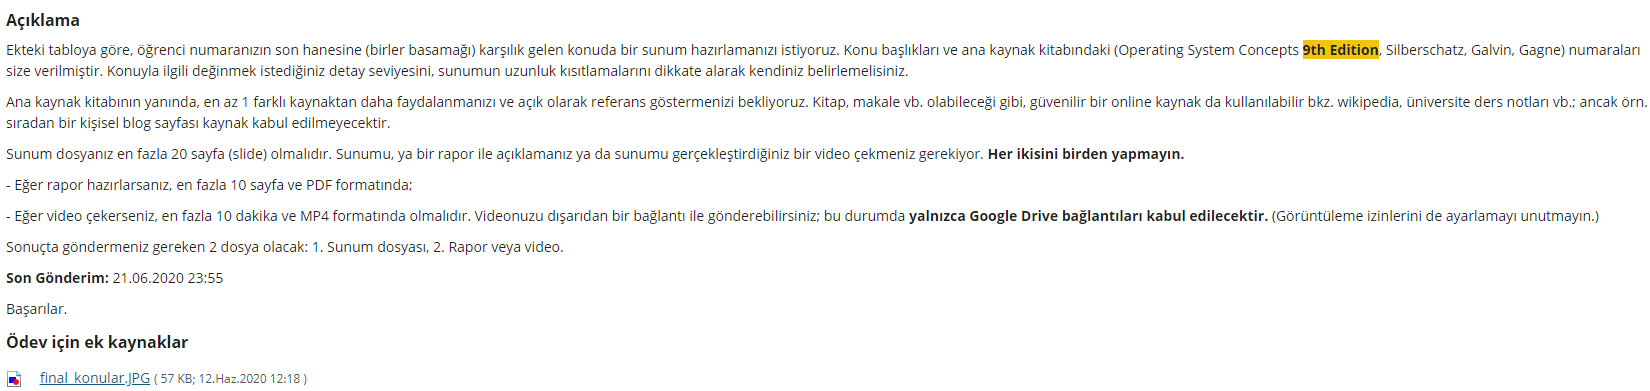 Açıklama
Ekteki tabloya göre, öğrenci numaranızın son hanesine (birler basamağı) karşılık gelen konuda bir sunum hazırlamanızı istiyoruz. Konu başlıkları ve ana kaynak kitabındaki (Operating System Concepts 9th Edition, Silberschatz, Galvin, Gagne) numaraları
size verilmiştir. Konuyla ilgili değinmek istediğiniz detay seviyesini, sunumun uzunluk kısıtlamalarını dikkate alarak kendiniz belirlemelisiniz.
Ana kaynak kitabının yanında, en az 1 farklı kaynaktan daha faydalanmanızı ve açık olarak referans göstermenizi bekliyoruz. Kitap, makale vb. olabileceği gibi, güvenilir bir online kaynak da kullanılabilir bkz. wikipedia, üniversite ders notları vb.; ancak örn.
sıradan bir kişisel blog sayfası kaynak kabul edilmeyecektir.
Sunum dosyanız en fazla 20 sayfa (slide) olmalıdır. Sunumu, ya bir rapor ile açıklamanız ya da sunumu gerçekleştirdiğiniz bir video çekmeniz gerekiyor. Her ikisini birden yapmayın.
- Eğer rapor hazırlarsanız, en fazla 10 sayfa ve PDF formatında;
- Eğer video çekerseniz, en fazla 10 dakika ve MP4 formatında olmalıdır. Videonuzu dışarıdan bir bağlantı ile gönderebilirsiniz; bu durumda yalnızca Google Drive bağlantıları kabul edilecektir. (Görüntüleme izinlerini de ayarlamayı unutmayın.)
Sonuçta göndermeniz gereken 2 dosya olacak: 1. Sunum dosyası, 2. Rapor veya video.
Son Gönderim: 21.06.2020 23:55
Başarılar.
Ödev için ek kaynaklar
final_konular.JPG ( 57 KB; 12.Haz.2020 12:18 )